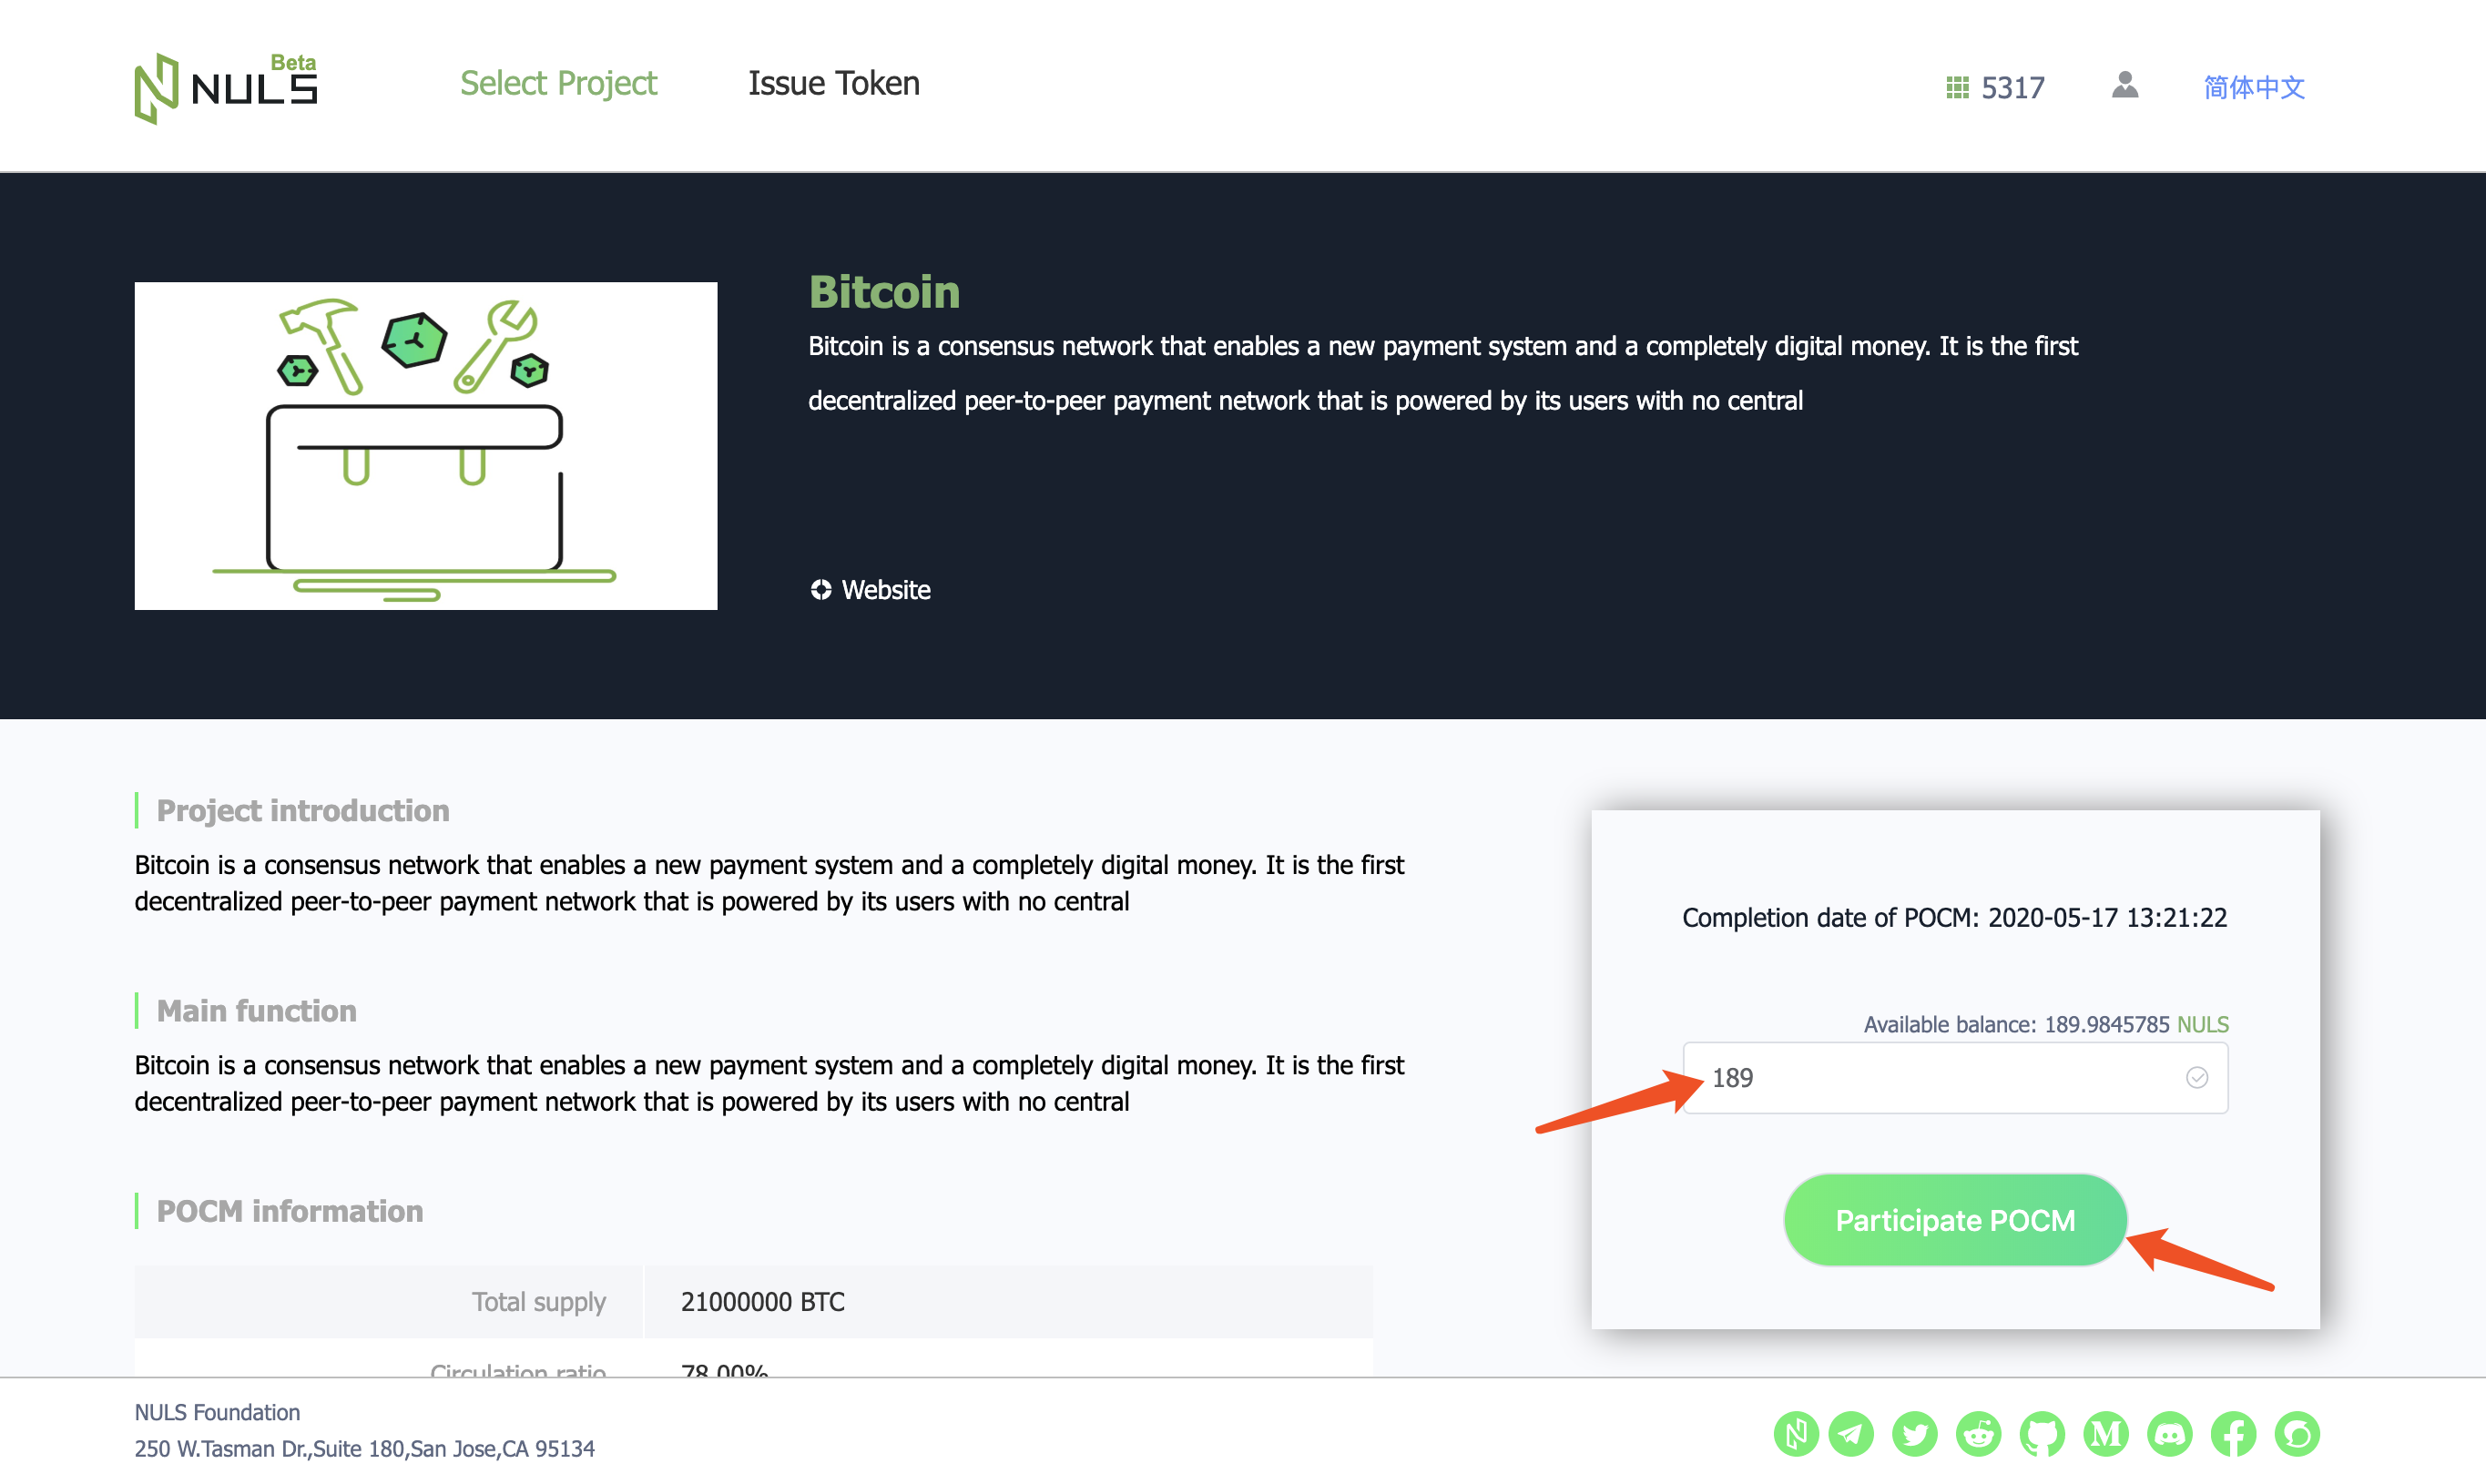 Beta
NULS
Select Project
Issue Token
5317
简体中文
Bitcoin
Bitcoin is a consensus network that enables a new payment system and a completely digital money. It is the first
decentralized peer-to-peer payment network that is powered by its users with no central
Website
Project introduction
Bitcoin is a consensus network that enables a new payment system and a completely digital money. It is the first
decentralized peer-to-peer payment network that is powered by its users with no central
Main function
Bitcoin is a consensus network that enables a new payment system and a completely digital money. It is the first
decentralized peer-to-peer payment network that is powered by its users with no central
POCM information
Total supply
21000000 BTC
Circulation ratio
78.00%
Completion date of POCM: 2020-05-17 13:21:22
Available balance: 189.9845785 NULS
189
Participate POCM
NULS Foundation
250 W.Tasman Dr.,Suite 180,San Jose,CA 95134